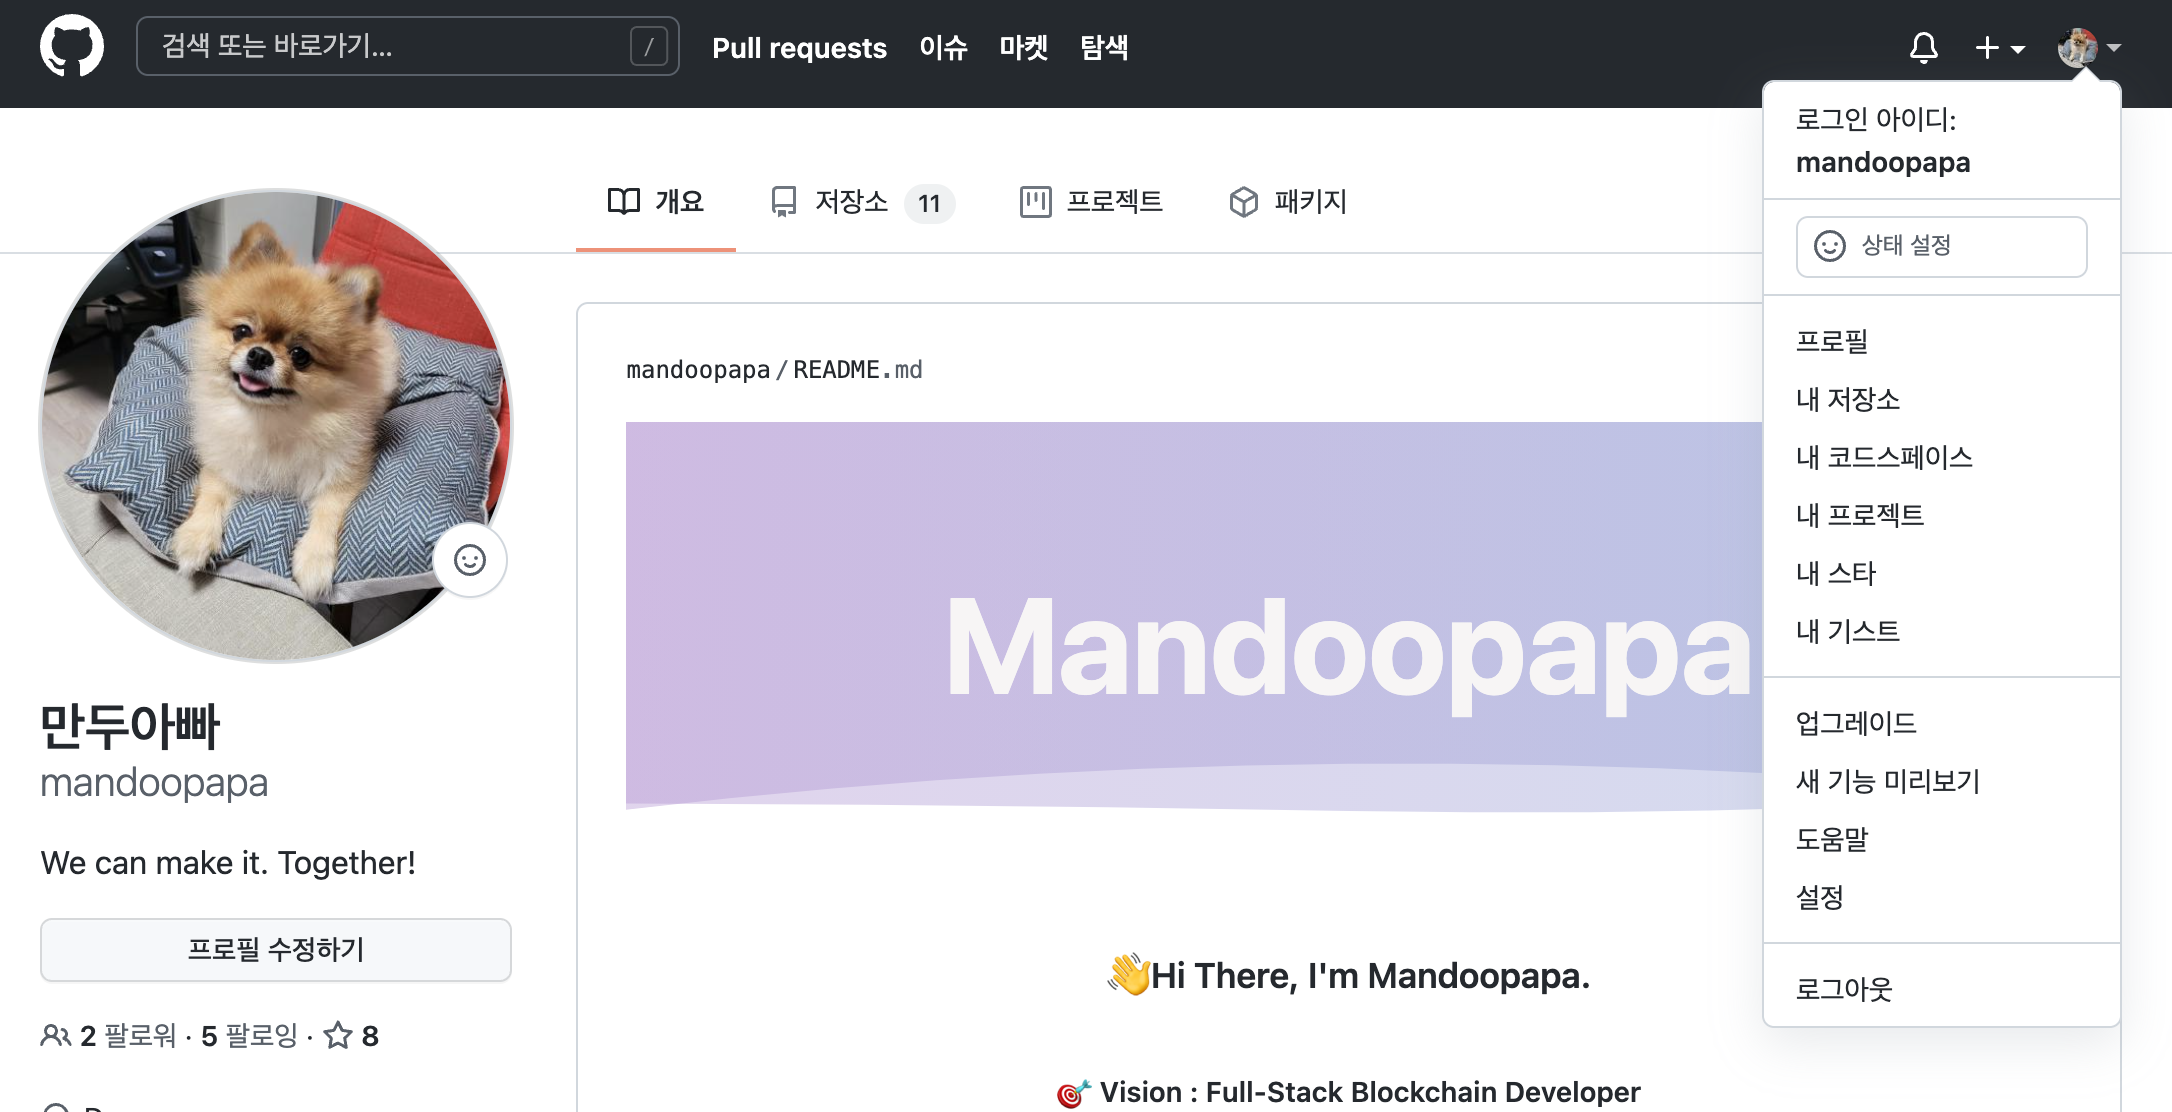 검색 또는 바로가기... /
Pull requests 이슈 마켓 탐색
개요 저장소 11 프로젝트 패키지
만두아빠
mandoopapa
We can make it. Together!
프로필 수정하기
2 팔로워 · 5 팔로잉 · 8
mandoopapa/README.md
Mandoopapa
👋Hi There, I'm Mandoopapa.
🎯 Vision : Full-Stack Blockchain Developer
로그인 아이디:
mandoopapa
상태 설정
프로필
내 저장소
내 코드스페이스
내 프로젝트
내 스타
내 기스트
업그레이드
새 기능 미리보기
도움말
설정
로그아웃